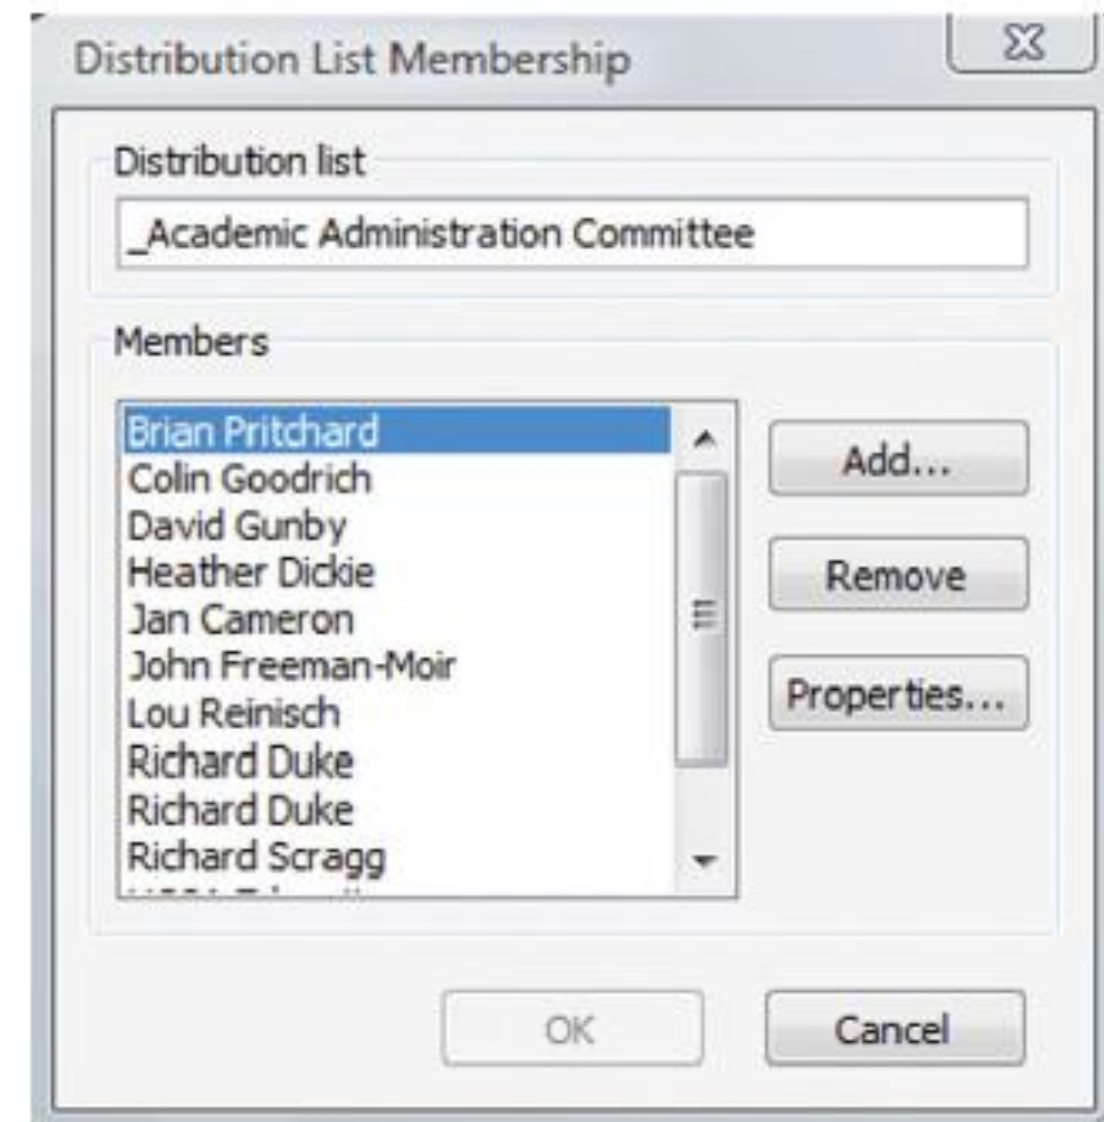 Distribution List Membership
Distribution list
_Academic Administration Committee
Members
Brian Pritchard
Colin Goodrich
David Gunby
Heather Dickie
Jan Cameron
John Freeman-Moir
Lou Reinisch
Richard Duke
Richard Duke
Richard Scragg
Add...
Remove
Properties...
OK
Cancel